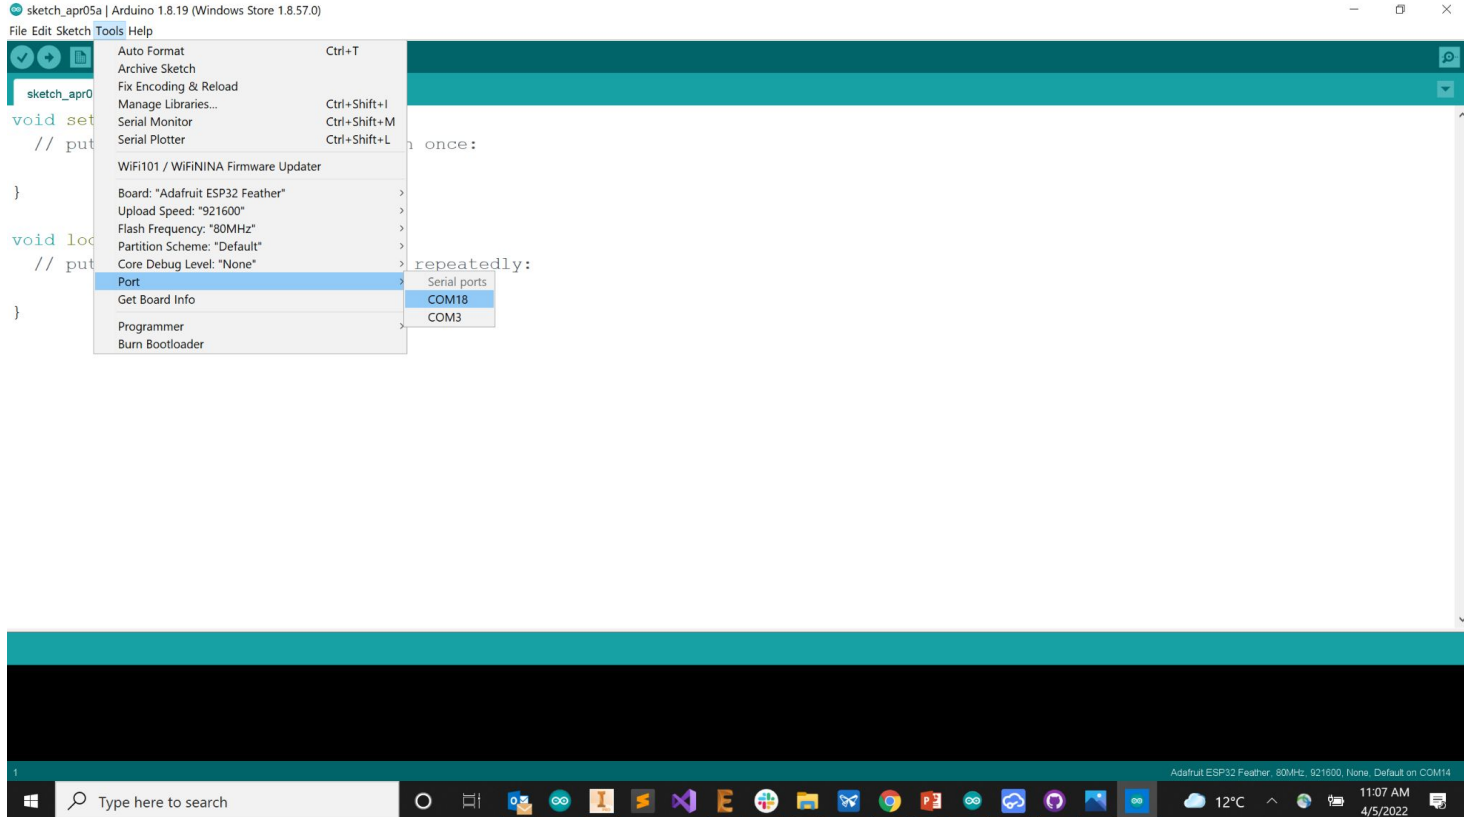 sketch_apr05a | Arduino 1.8.19 (Windows Store 1.8.57.0)
File Edit Sketch Tools Help
Auto Format Ctrl+T
Archive Sketch
Fix Encoding & Reload
Manage Libraries... Ctrl+Shift+I
Serial Monitor Ctrl+Shift+M
Serial Plotter Ctrl+Shift+L
WiFi101 / WiFiNINA Firmware Updater
Board: "Adafruit ESP32 Feather"
Upload Speed: "921600"
Flash Frequency: "80MHz"
Partition Scheme: "Default"
Core Debug Level: "None"
Port
Get Board Info
Programmer
Burn Bootloader
Serial ports
COM18
COM3
sketch_apr0
void set
// put
n once:
}
void loo
// put
repeatedly:
}
1
Adafruit ESP32 Feather, 80MHz, 921600, None, Default on COM14
Type here to search
12°C
11:07 AM
4/5/2022